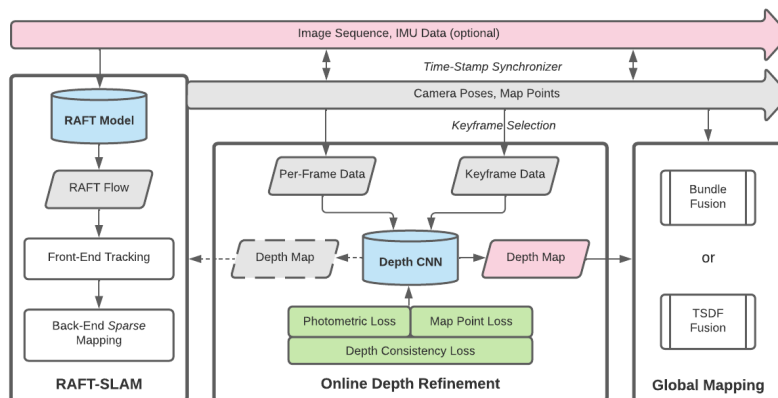 Image Sequence, IMU Data (optional)
Time-Stamp Synchronizer
Camera Poses, Map Points
Keyframe Selection
RAFT Model
RAFT Flow
Front-End Tracking
Back-End Sparse
Mapping
RAFT-SLAM
Per-Frame Data
Keyframe Data
Depth Map
Depth CNN
Depth Map
Photometric Loss
Map Point Loss
Depth Consistency Loss
Online Depth Refinement
Bundle
Fusion
or
TSDF
Fusion
Global Mapping